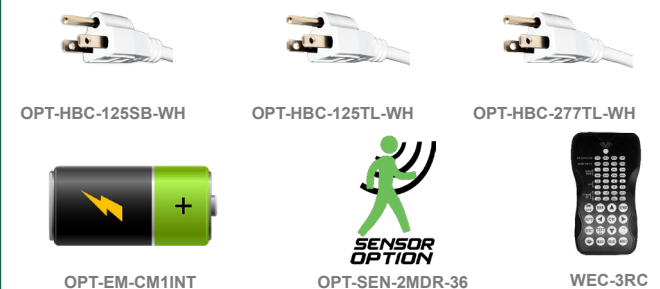 OPT-HBC-125SB-WH
OPT-HBC-125TL-WH
OPT-HBC-277TL-WH
+
SENSOR
OPTION
OPT-EM-CM1INT
OPT-SEN-2MDR-36
WEC-3RC